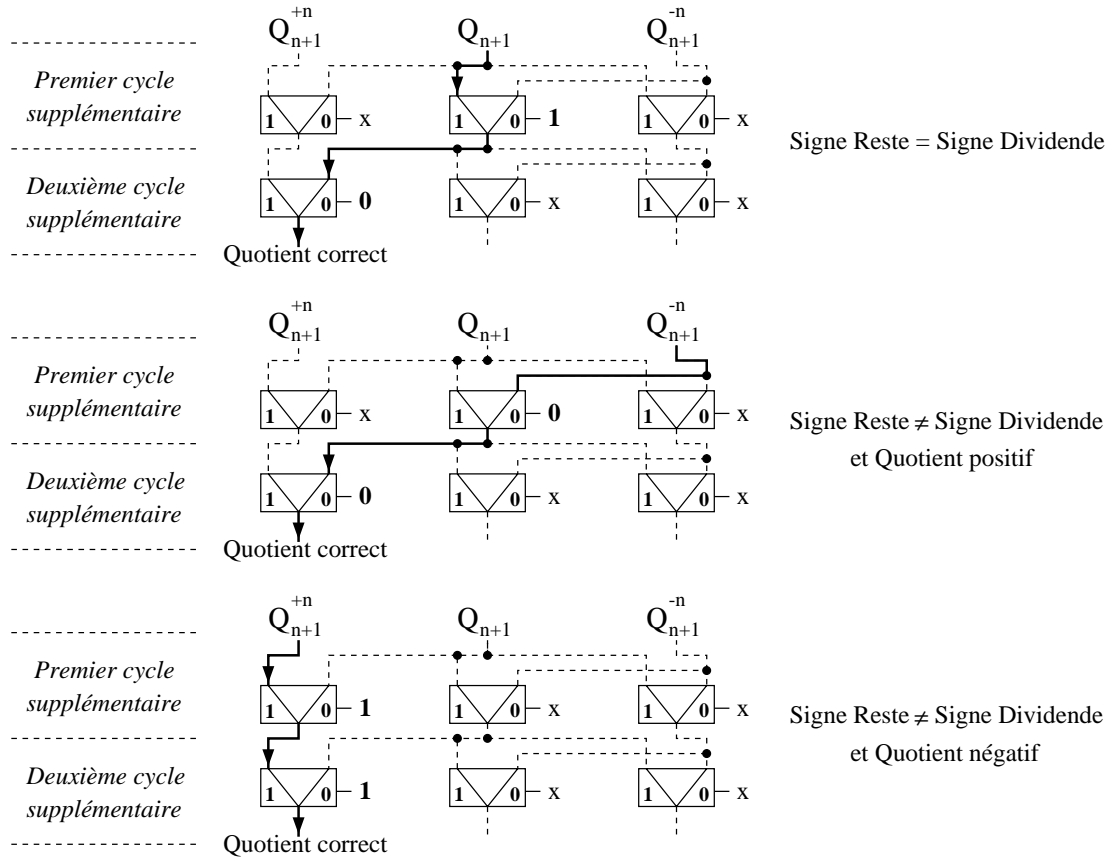 Q+n n+1 Q n+1 Q-n n+1
Premier cycle
supplémentaire
1 0 x 1 0 1 1 0 x
Signe Reste = Signe Dividende
Deuxième cycle
supplémentaire
1 0 0 1 0 x 1 0 x
Quotient correct
Q+n n+1 Q n+1 Q-n n+1
Premier cycle
supplémentaire
1 0 x 1 0 0 1 0 x
Signe Reste ≠ Signe Dividende
et Quotient positif
Deuxième cycle
supplémentaire
1 0 0 1 0 x 1 0 x
Quotient correct
Q+n n+1 Q n+1 Q-n n+1
Premier cycle
supplémentaire
1 0 1 1 0 x 1 0 x
Signe Reste ≠ Signe Dividende
et Quotient négatif
Deuxième cycle
supplémentaire
1 0 1 1 0 x 1 0 x
Quotient correct